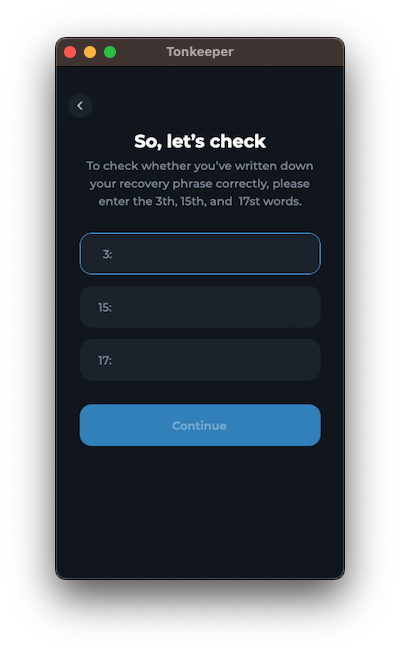 Tonkeeper
So, let's check
To check whether you've written down
your recovery phrase correctly, please
enter the 3th, 15th, and  17st words.
3:
15:
17:
Continue